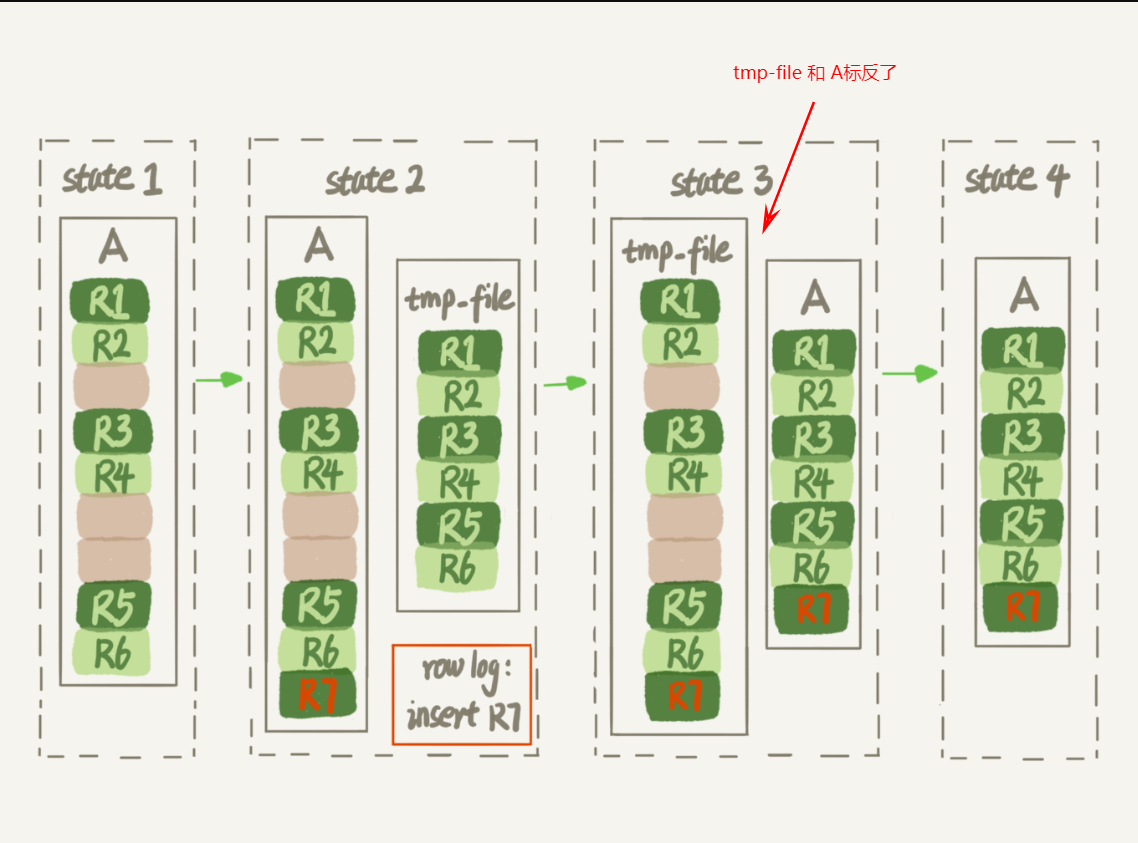 tmp-file 和 A标反了
state 1
A
R1
R2
R3
R4
R5
R6
state 2
A
R1
R2
R3
R4
R5
R6
R7
tmp-file
R1
R2
R3
R4
R5
R6
row log:
insert R7
state 3
tmp-file
R1
R2
R3
R4
R5
R6
R7
A
R1
R2
R3
R4
R5
R6
R7
state 4
A
R1
R2
R3
R4
R5
R6
R7